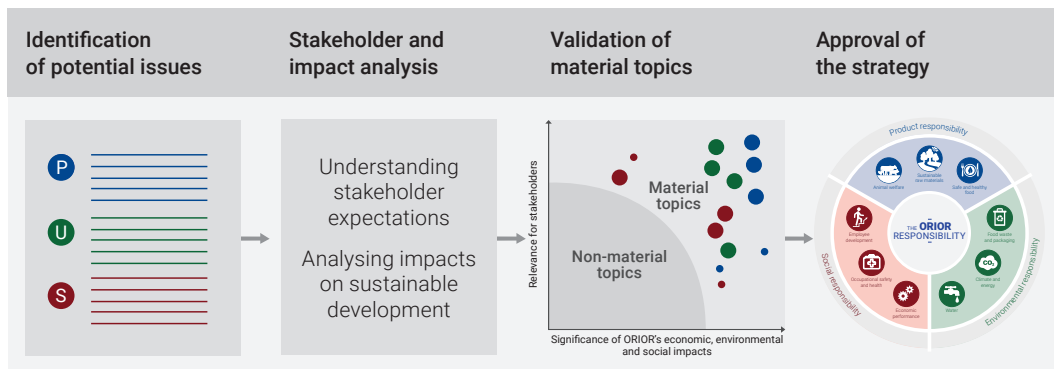 Identification
of potential issues
Stakeholder and
impact analysis
Validation of
material topics
Approval of
the strategy
P
U
S
Understanding
stakeholder
expectations
Analysing impacts
on sustainable
development
Relevance for stakeholders
Material
topics
Non-material
topics
Significance of ORIOR's economic, environmental
and social impacts
Product responsibility
Animal welfare
Sustainable
raw materials
Safe and healthy
food
Employee
development
THE ORIOR
RESPONSIBILITY
Food waste
and packaging
Occupational safety
and health
CO₂
Climate and
energy
Economic
performance
Water
Social responsibility
Environmental responsibility